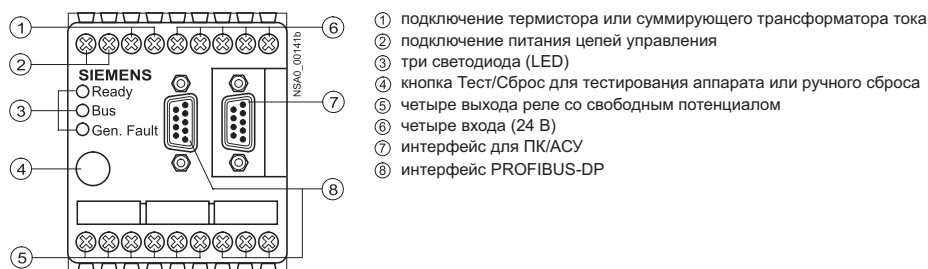 ① подключение термистора или суммирующего трансформатора тока
② подключение питания цепей управления
③ три светодиода (LED)
④ кнопка Тест/Сброс для тестирования аппарата или ручного сброса
⑤ четыре выхода реле со свободным потенциалом
⑥ четыре входа (24 В)
⑦ интерфейс для ПК/АСУ
⑧ интерфейс PROFIBUS-DP
①
⑥
②
NSA0_00141b
SIEMENS
Ready
③
Bus
⑦
Gen. Fault
④
⑧
⑤